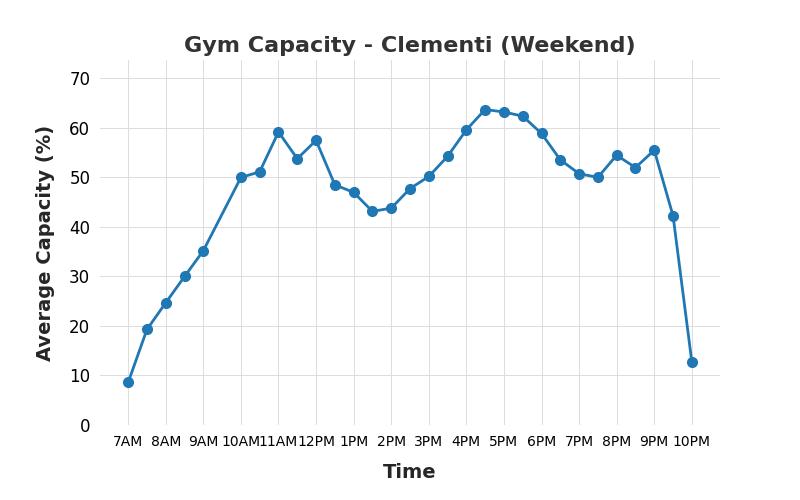 Gym Capacity - Clementi (Weekend)
Average Capacity (%)
70
60
50
40
30
20
10
0
7AM 8AM 9AM 10AM 11AM 12PM 1PM 2PM 3PM 4PM 5PM 6PM 7PM 8PM 9PM 10PM
Time